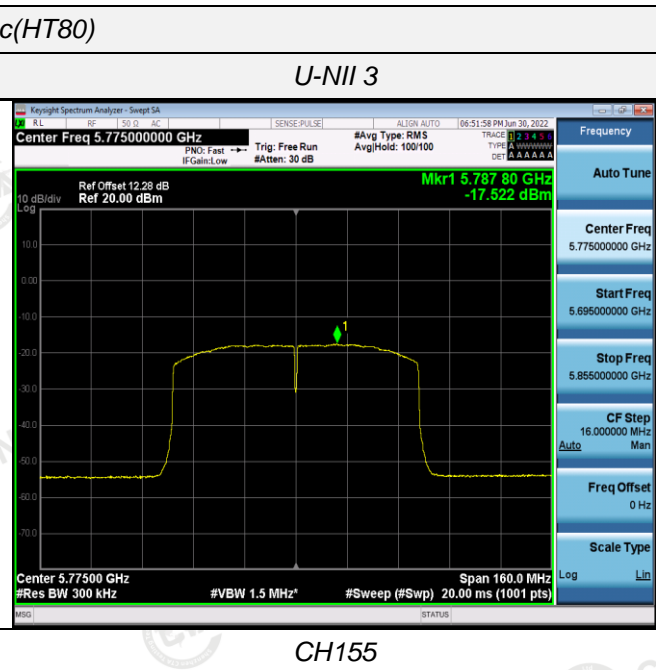 c(HT80)
U-NII 3
Keysight Spectrum Analyzer - Swept SA
RL RF 50 Ω AC SENSE:PULSE ALIGN AUTO 06:51:58 PM Jun 30, 2022
Center Freq 5.775000000 GHz
PNO: Fast
IFGain:Low
Trig: Free Run
#Atten: 30 dB
#Avg Type: RMS
Avg|Hold: 100/100
TRACE 1 2 3 4 5 6
TYPE A WWWWW
DET A A A A A A
Mkr1 5.787 80 GHz
-17.522 dBm
Ref Offset 12.28 dB
10 dB/div Ref 20.00 dBm
Log
10.0
0.00
-10.0
-20.0
-30.0
-40.0
-50.0
-60.0
-70.0
1
Center 5.77500 GHz Span 160.0 MHz
#Res BW 300 kHz #VBW 1.5 MHz* #Sweep (#Swp) 20.00 ms (1001 pts)
MSG STATUS
Frequency
Auto Tune
Center Freq
5.775000000 GHz
Start Freq
5.695000000 GHz
Stop Freq
5.855000000 GHz
CF Step
16.000000 MHz
Auto Man
Freq Offset
0 Hz
Scale Type
Log Lin
CH155